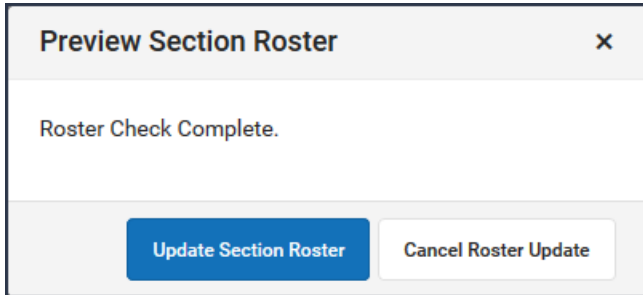 Preview Section Roster ×
Roster Check Complete.
Update Section Roster Cancel Roster Update